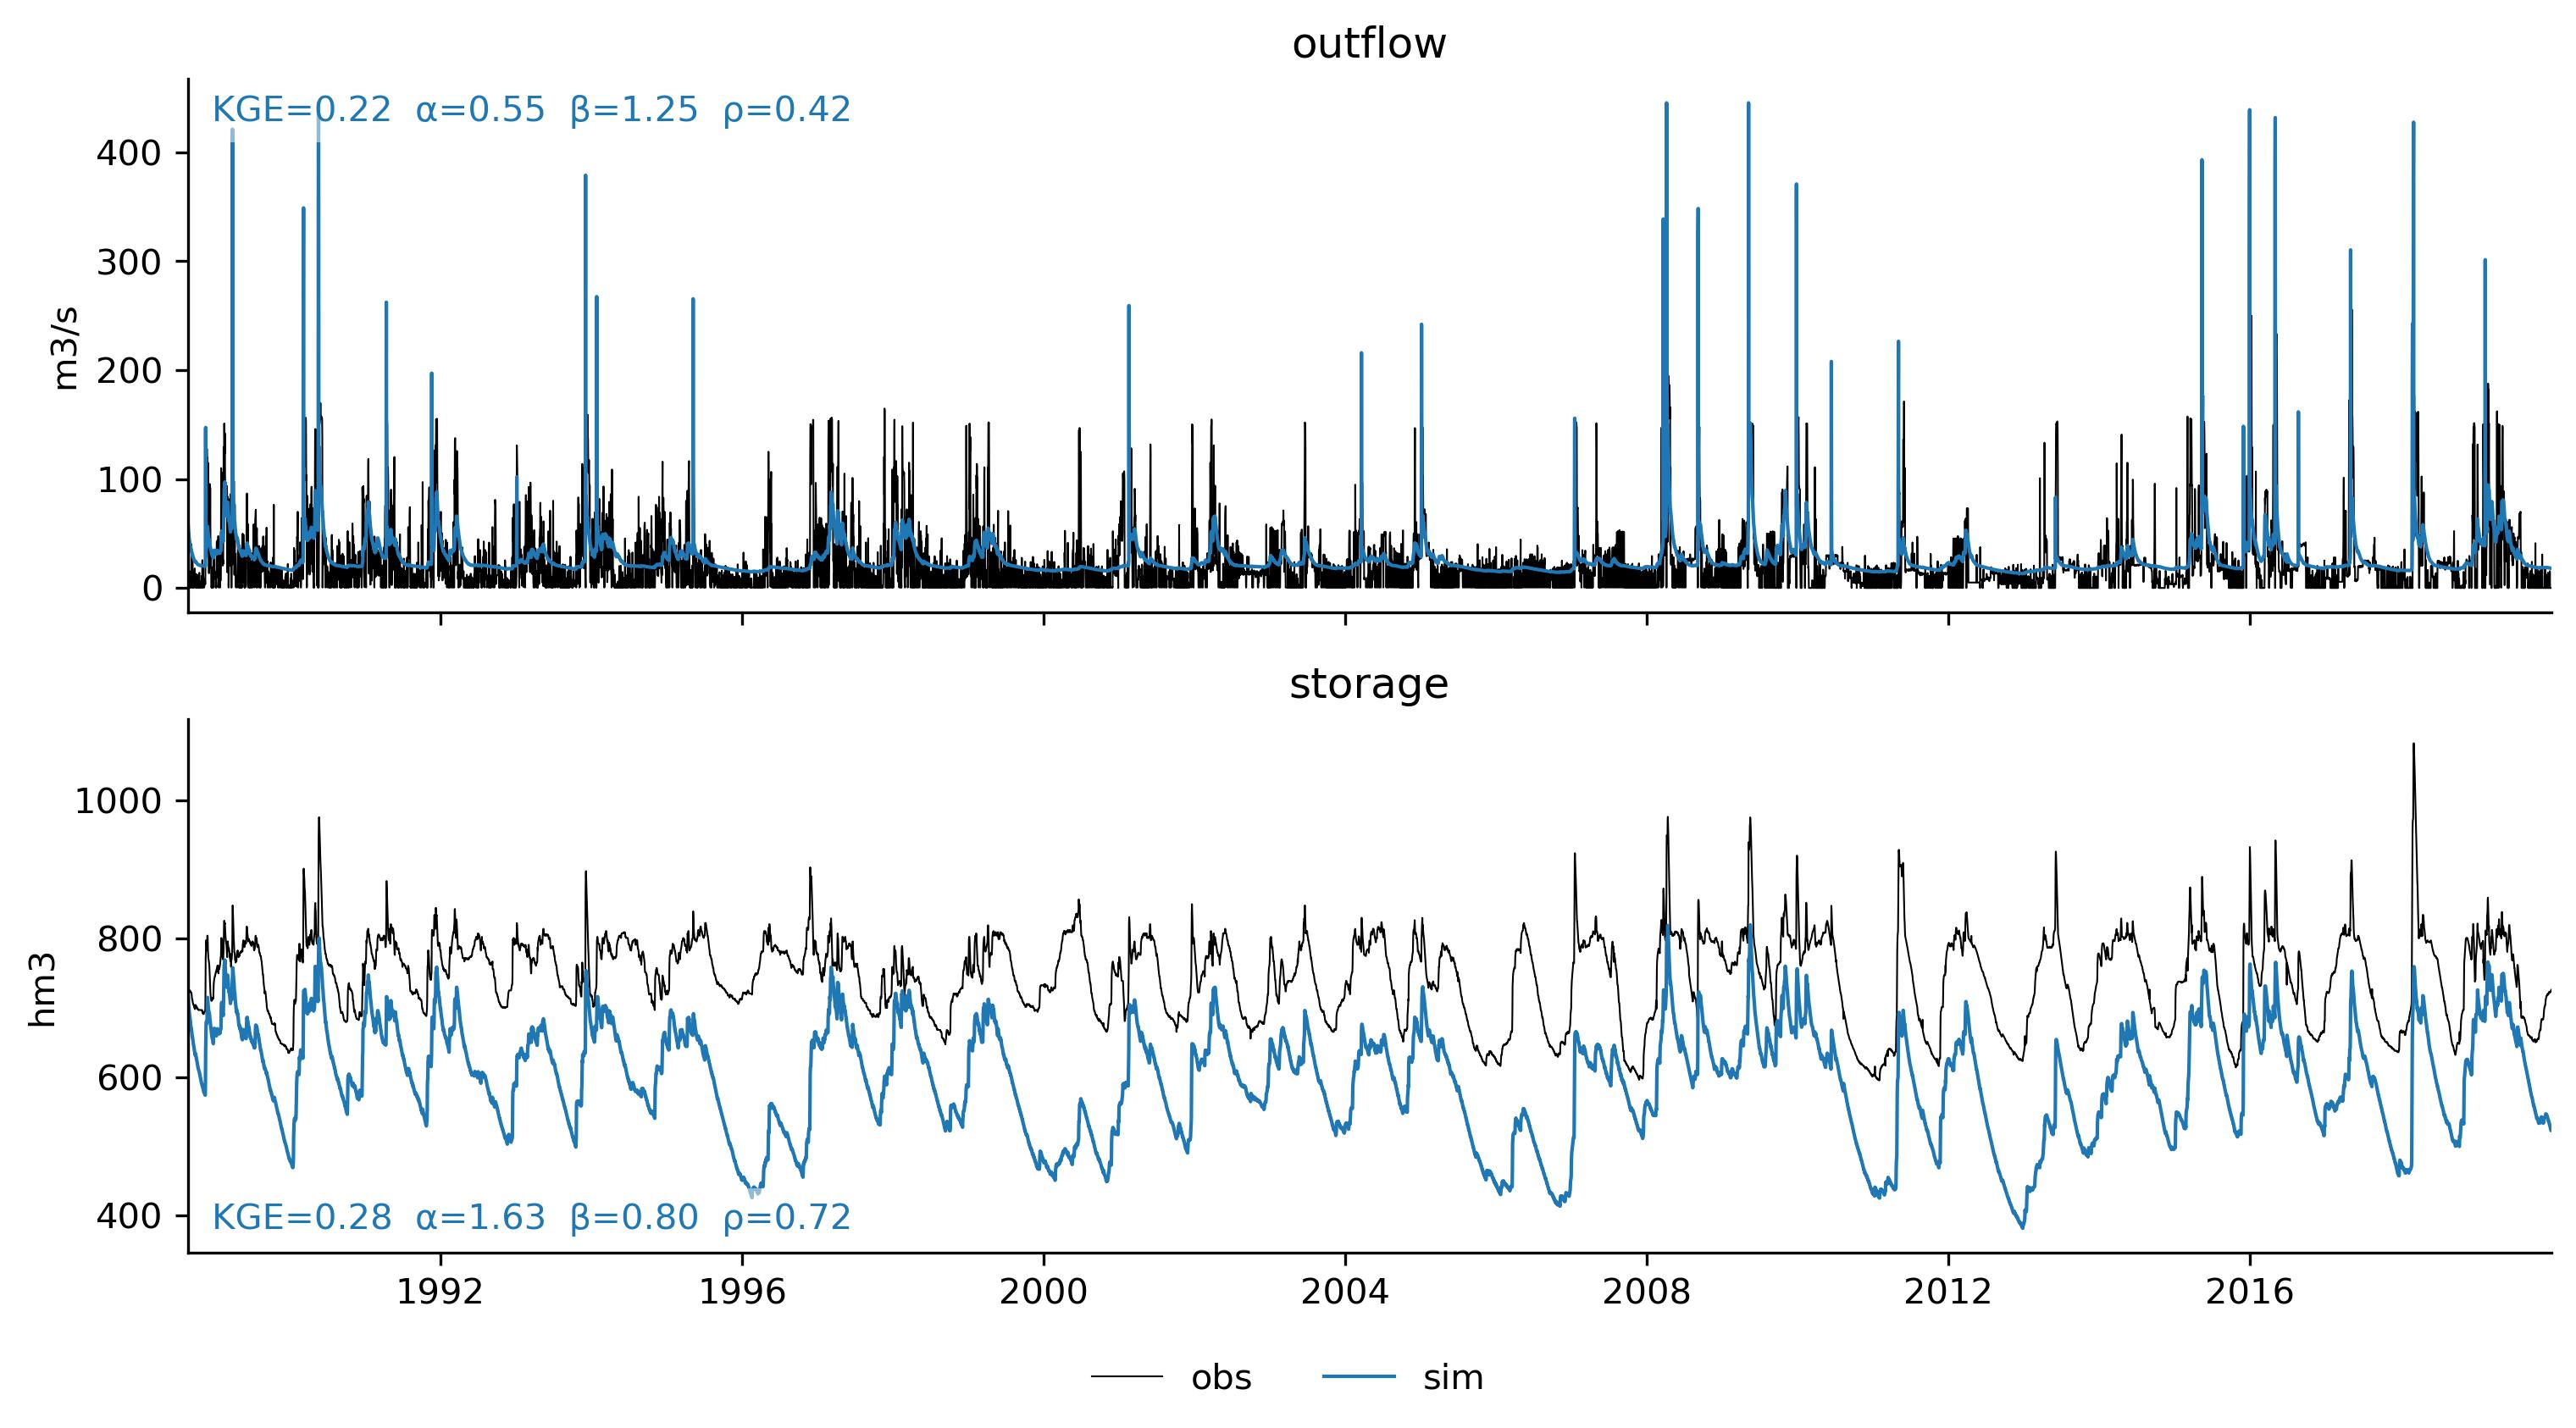 outflow
KGE=0.22 α=0.55 β=1.25 ρ=0.42
400
300
200
100
0
m3/s
storage
1000
800
600
400
hm3
KGE=0.28 α=1.63 β=0.80 ρ=0.72
1992 1996 2000 2004 2008 2012 2016
obs sim